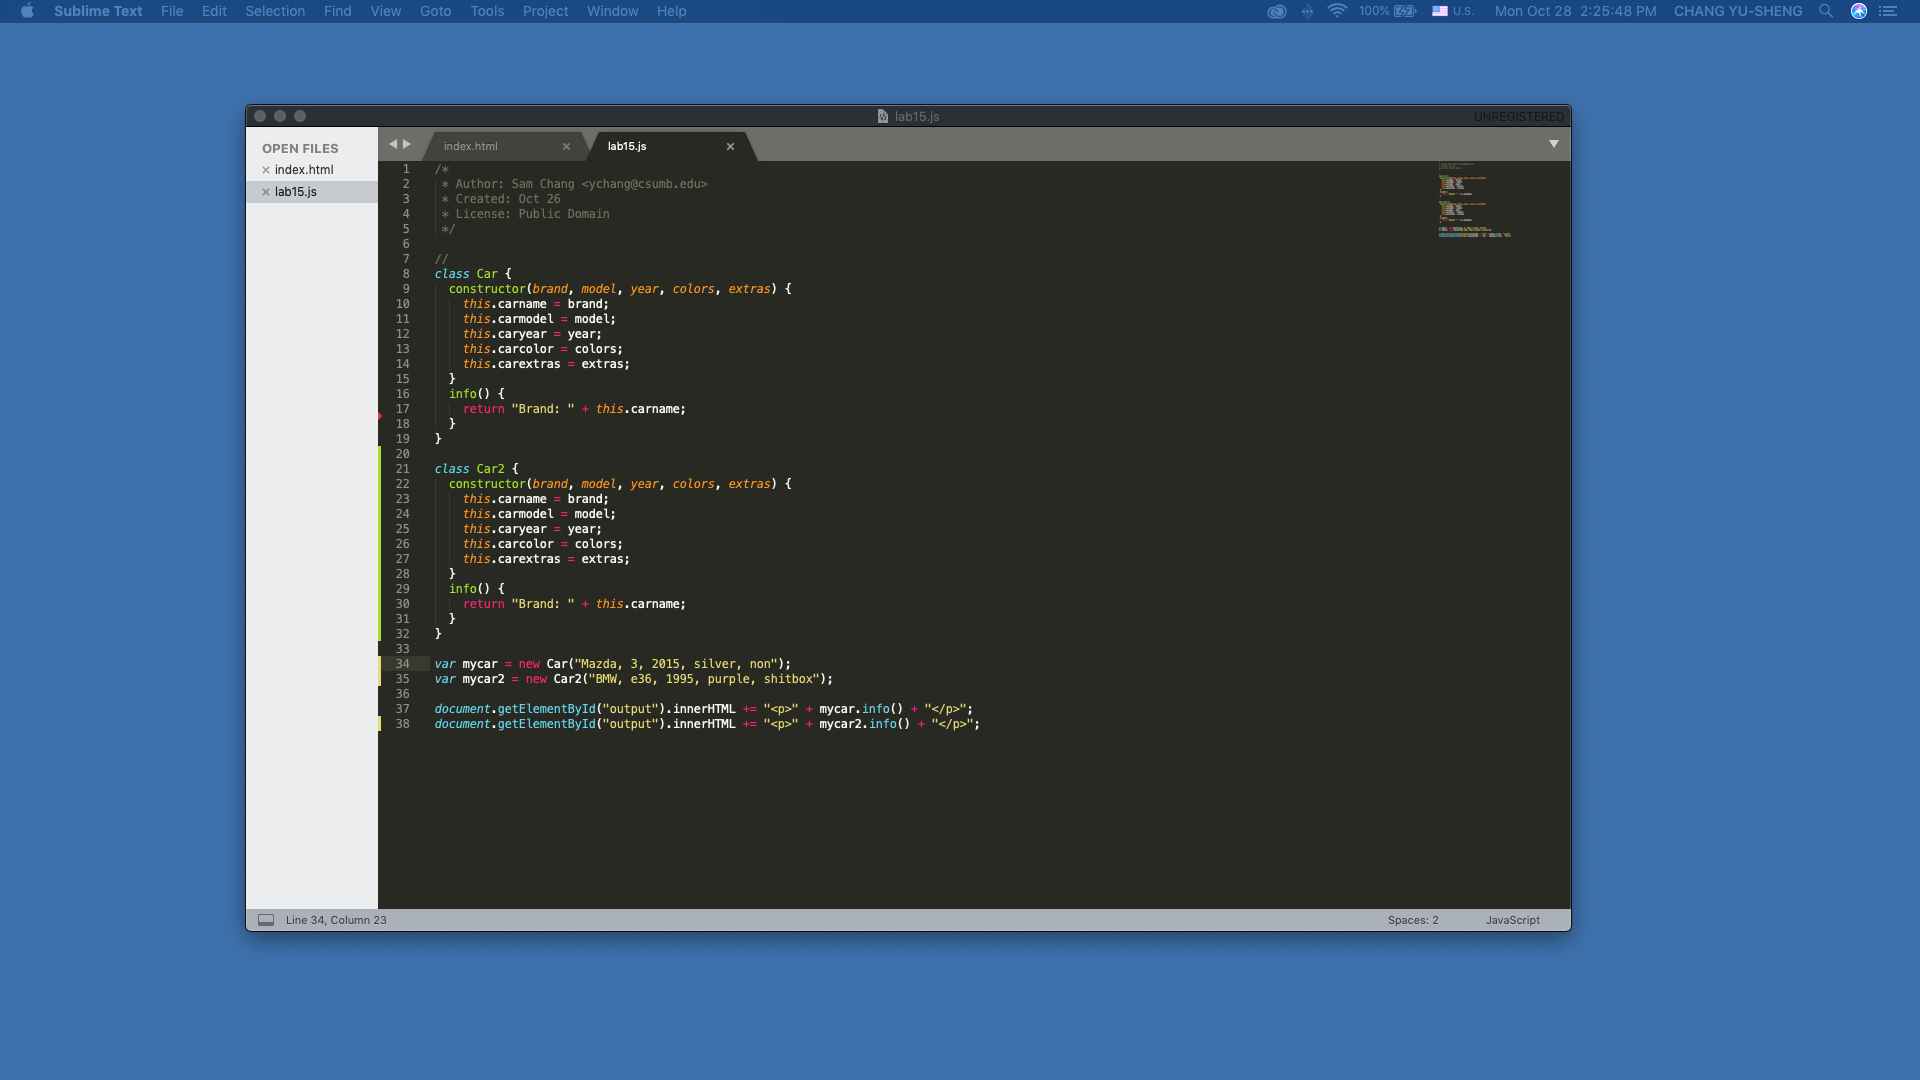 Sublime Text File Edit Selection Find View Goto Tools Project Window Help 100% U.S. Mon Oct 28 2:25:48 PM CHANG YU-SHENG
lab15.js UNREGISTERED
OPEN FILES
index.html
lab15.js
index.html lab15.js
1 /*
2 * Author: Sam Chang <ychang@csumb.edu>
3 * Created: Oct 26
4 * License: Public Domain
5 */
6
7 //
8 class Car {
9 constructor(brand, model, year, colors, extras) {
10 this.carname = brand;
11 this.carmodel = model;
12 this.caryear = year;
13 this.carcolor = colors;
14 this.carextras = extras;
15 }
16 info() {
17 return "Brand: " + this.carname;
18 }
19 }
20
21 class Car2 {
22 constructor(brand, model, year, colors, extras) {
23 this.carname = brand;
24 this.carmodel = model;
25 this.caryear = year;
26 this.carcolor = colors;
27 this.carextras = extras;
28 }
29 info() {
30 return "Brand: " + this.carname;
31 }
32 }
33
34 var mycar = new Car("Mazda, 3, 2015, silver, non");
35 var mycar2 = new Car2("BMW, e36, 1995, purple, shitbox");
36
37 document.getElementById("output").innerHTML += "<p>" + mycar.info() + "</p>";
38 document.getElementById("output").innerHTML += "<p>" + mycar2.info() + "</p>";
Line 34, Column 23 Spaces: 2 JavaScript